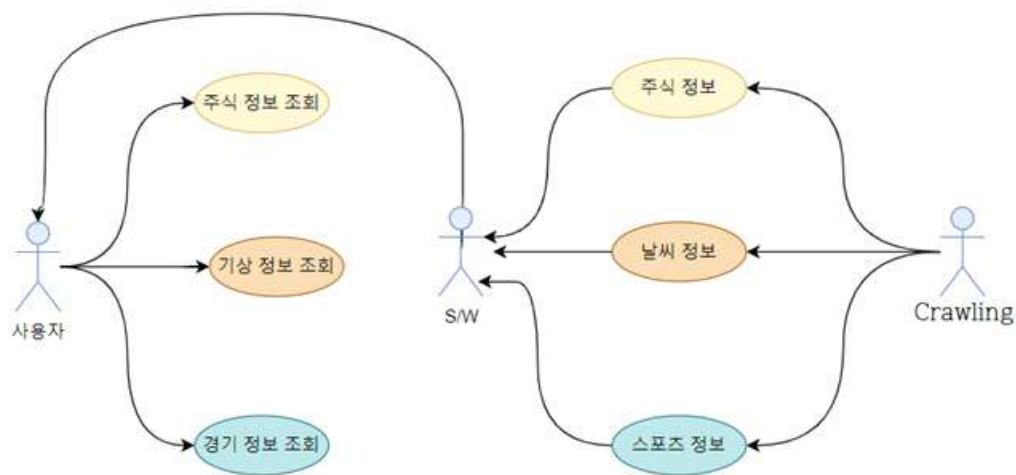 주식 정보 조회
주식 정보
기상 정보 조회
날씨 정보
사용자
S/W
Crawling
경기 정보 조회
스포츠 정보